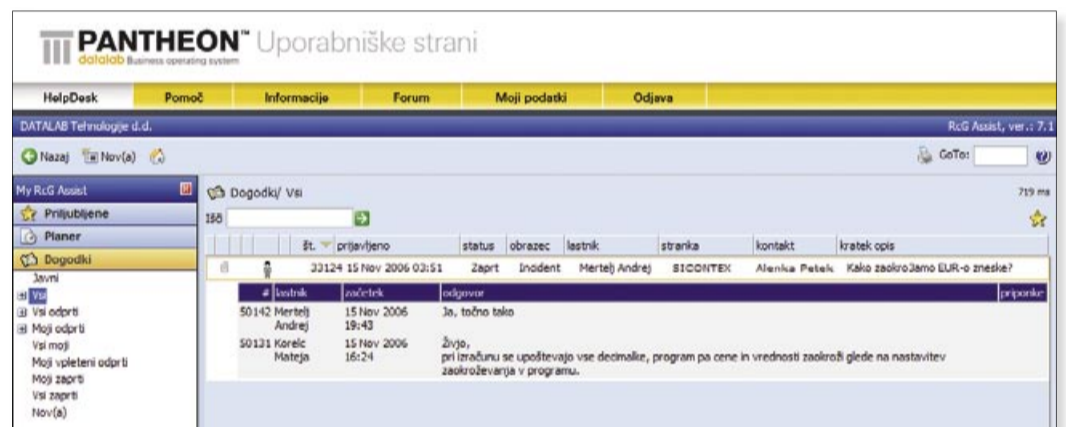 PANTHEON™ Uporabniške strani
datalab Business operating system
HelpDesk Pomoč Informacije Forum Moji podatki Odjava
DATALAB Tehnologije d.d. RcG Assist, ver.: 7.1
Nazaj Nov(a) GoTo:
My RcG Assist
Priljubljene
Planer
Dogodki
Javni
Vsi
Vsi odprti
Moji odprti
Vsi moji
Moji vpleteni odprti
Moji zaprti
Vsi zaprti
Nov(a)
Dogodki/ Vsi 719 ms
Išči
št. prijavljeno status obrazec lastnik stranka kontakt kratek opis
33124 15 Nov 2006 03:51 Zaprt Incident Mertelj Andrej SICONTEX Alenka Petek Kako zaokro3amo EUR-o zneske?
# lastnik začetek odgovor priponke
50142 Mertelj 15 Nov 2006 Ja, točno tako
Andrej 19:43
50131 Korelc 15 Nov 2006 Živjo,
Mateja 16:24 pri izračunu se upoštevajo vse decimalke, program pa cene in vrednosti zaokroži glede na nastavitev
zaokroževanja v programu.